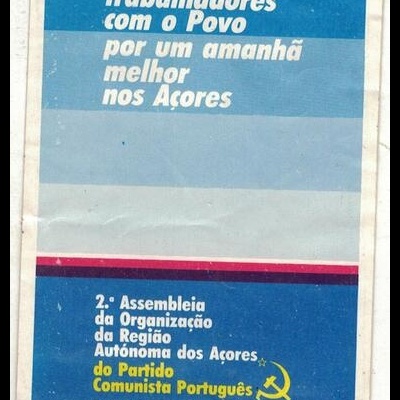 Trabalhadores
com o Povo
por um amanhã
melhor
nos Açores
2.ª Assembleia
da Organização
da Região
Autónoma dos Açores
do Partido
Comunista Português